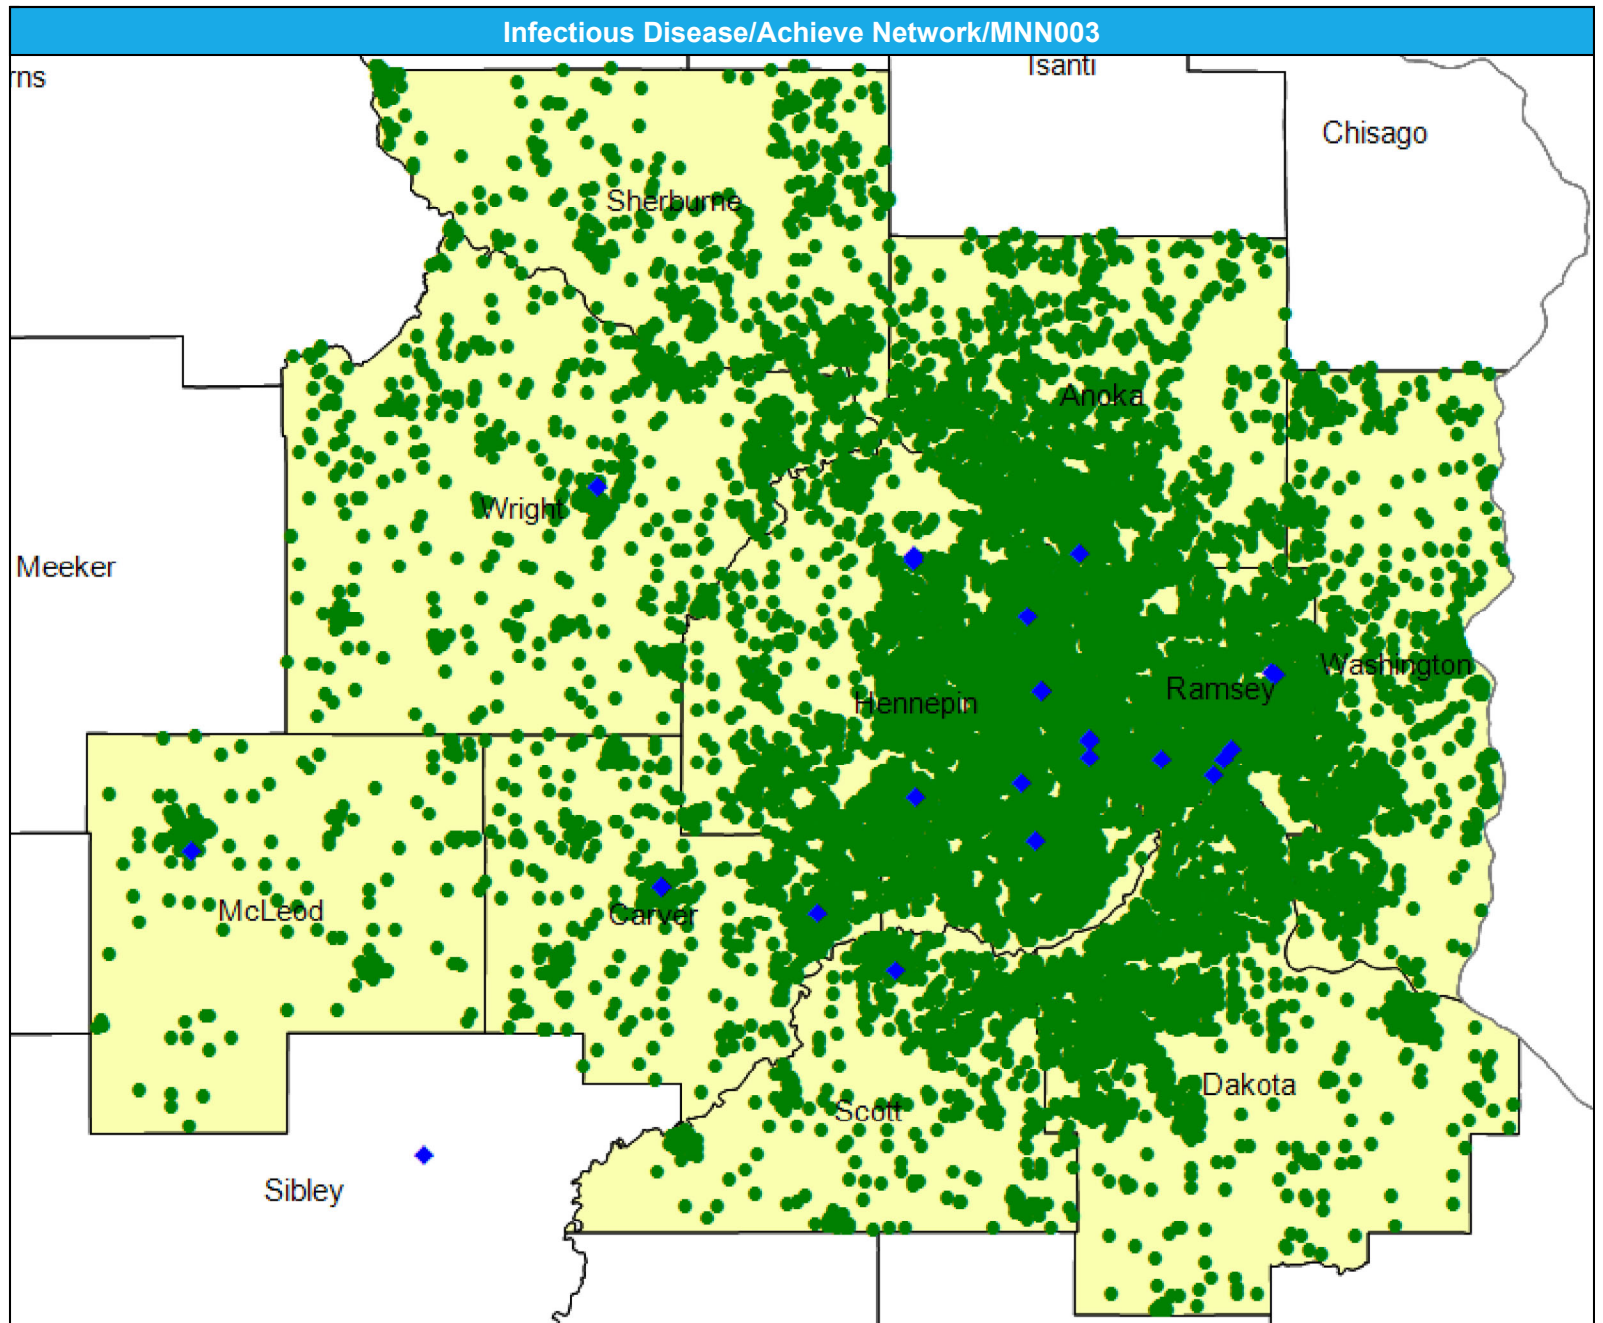 Infectious Disease/Achieve Network/MNN003
Isanti
rns
Chisago
Sherburne
Anoka
Wright
Meeker
Washington
Ramsey
Hennepin
McLeod
Carver
Dakota
Scott
Sibley